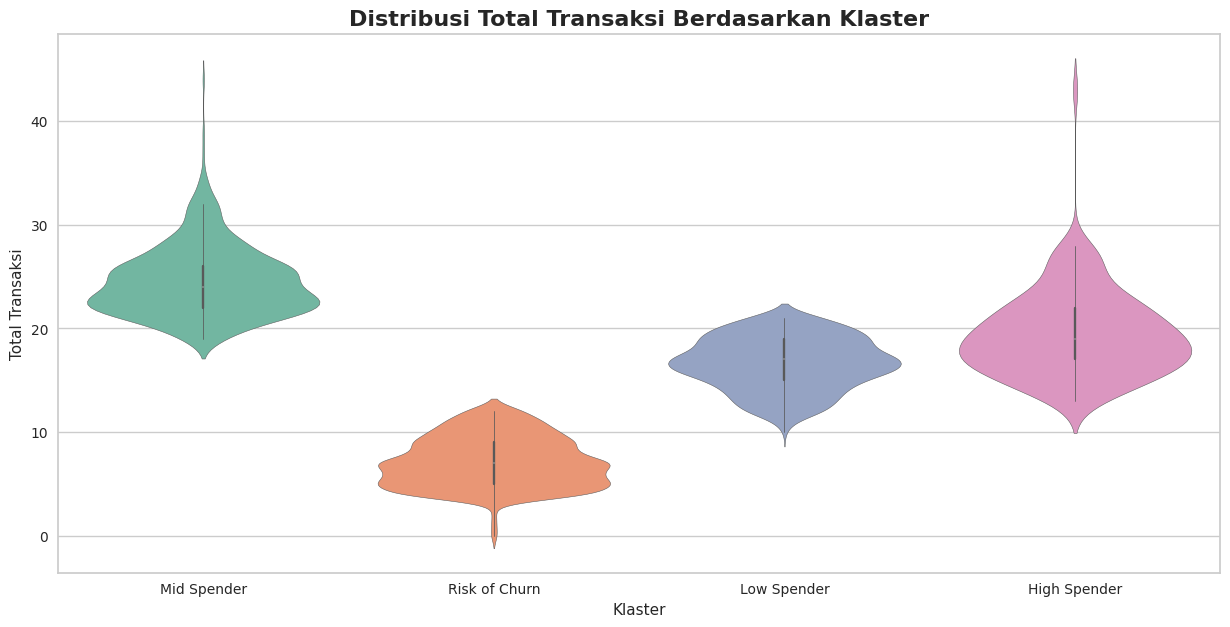 Distribusi Total Transaksi Berdasarkan Klaster
Total Transaksi
40
30
20
10
0
Mid Spender
Risk of Churn
Low Spender
High Spender
Klaster